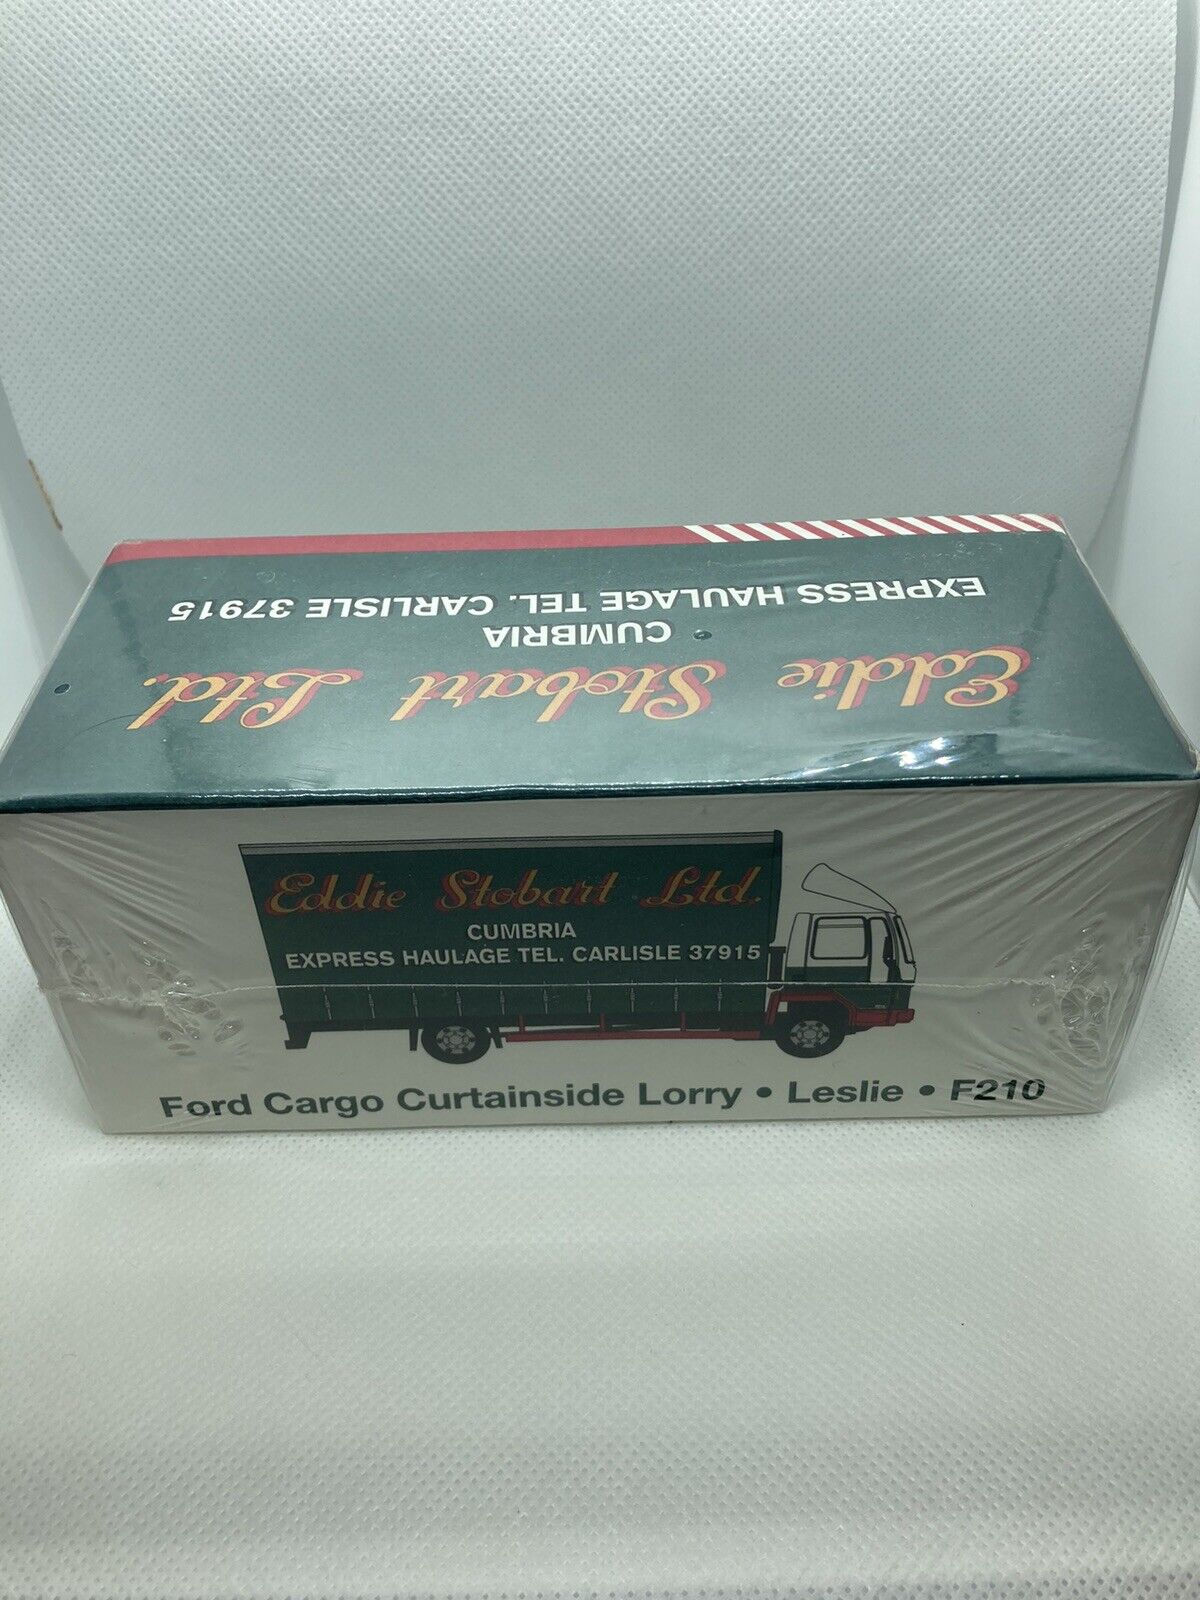 Eddie Stobart Ltd.
CUMBRIA
EXPRESS HAULAGE TEL. CARLISLE 37915
Eddie Stobart Ltd.
CUMBRIA
EXPRESS HAULAGE TEL. CARLISLE 37915
Ford Cargo Curtainside Lorry • Leslie • F210